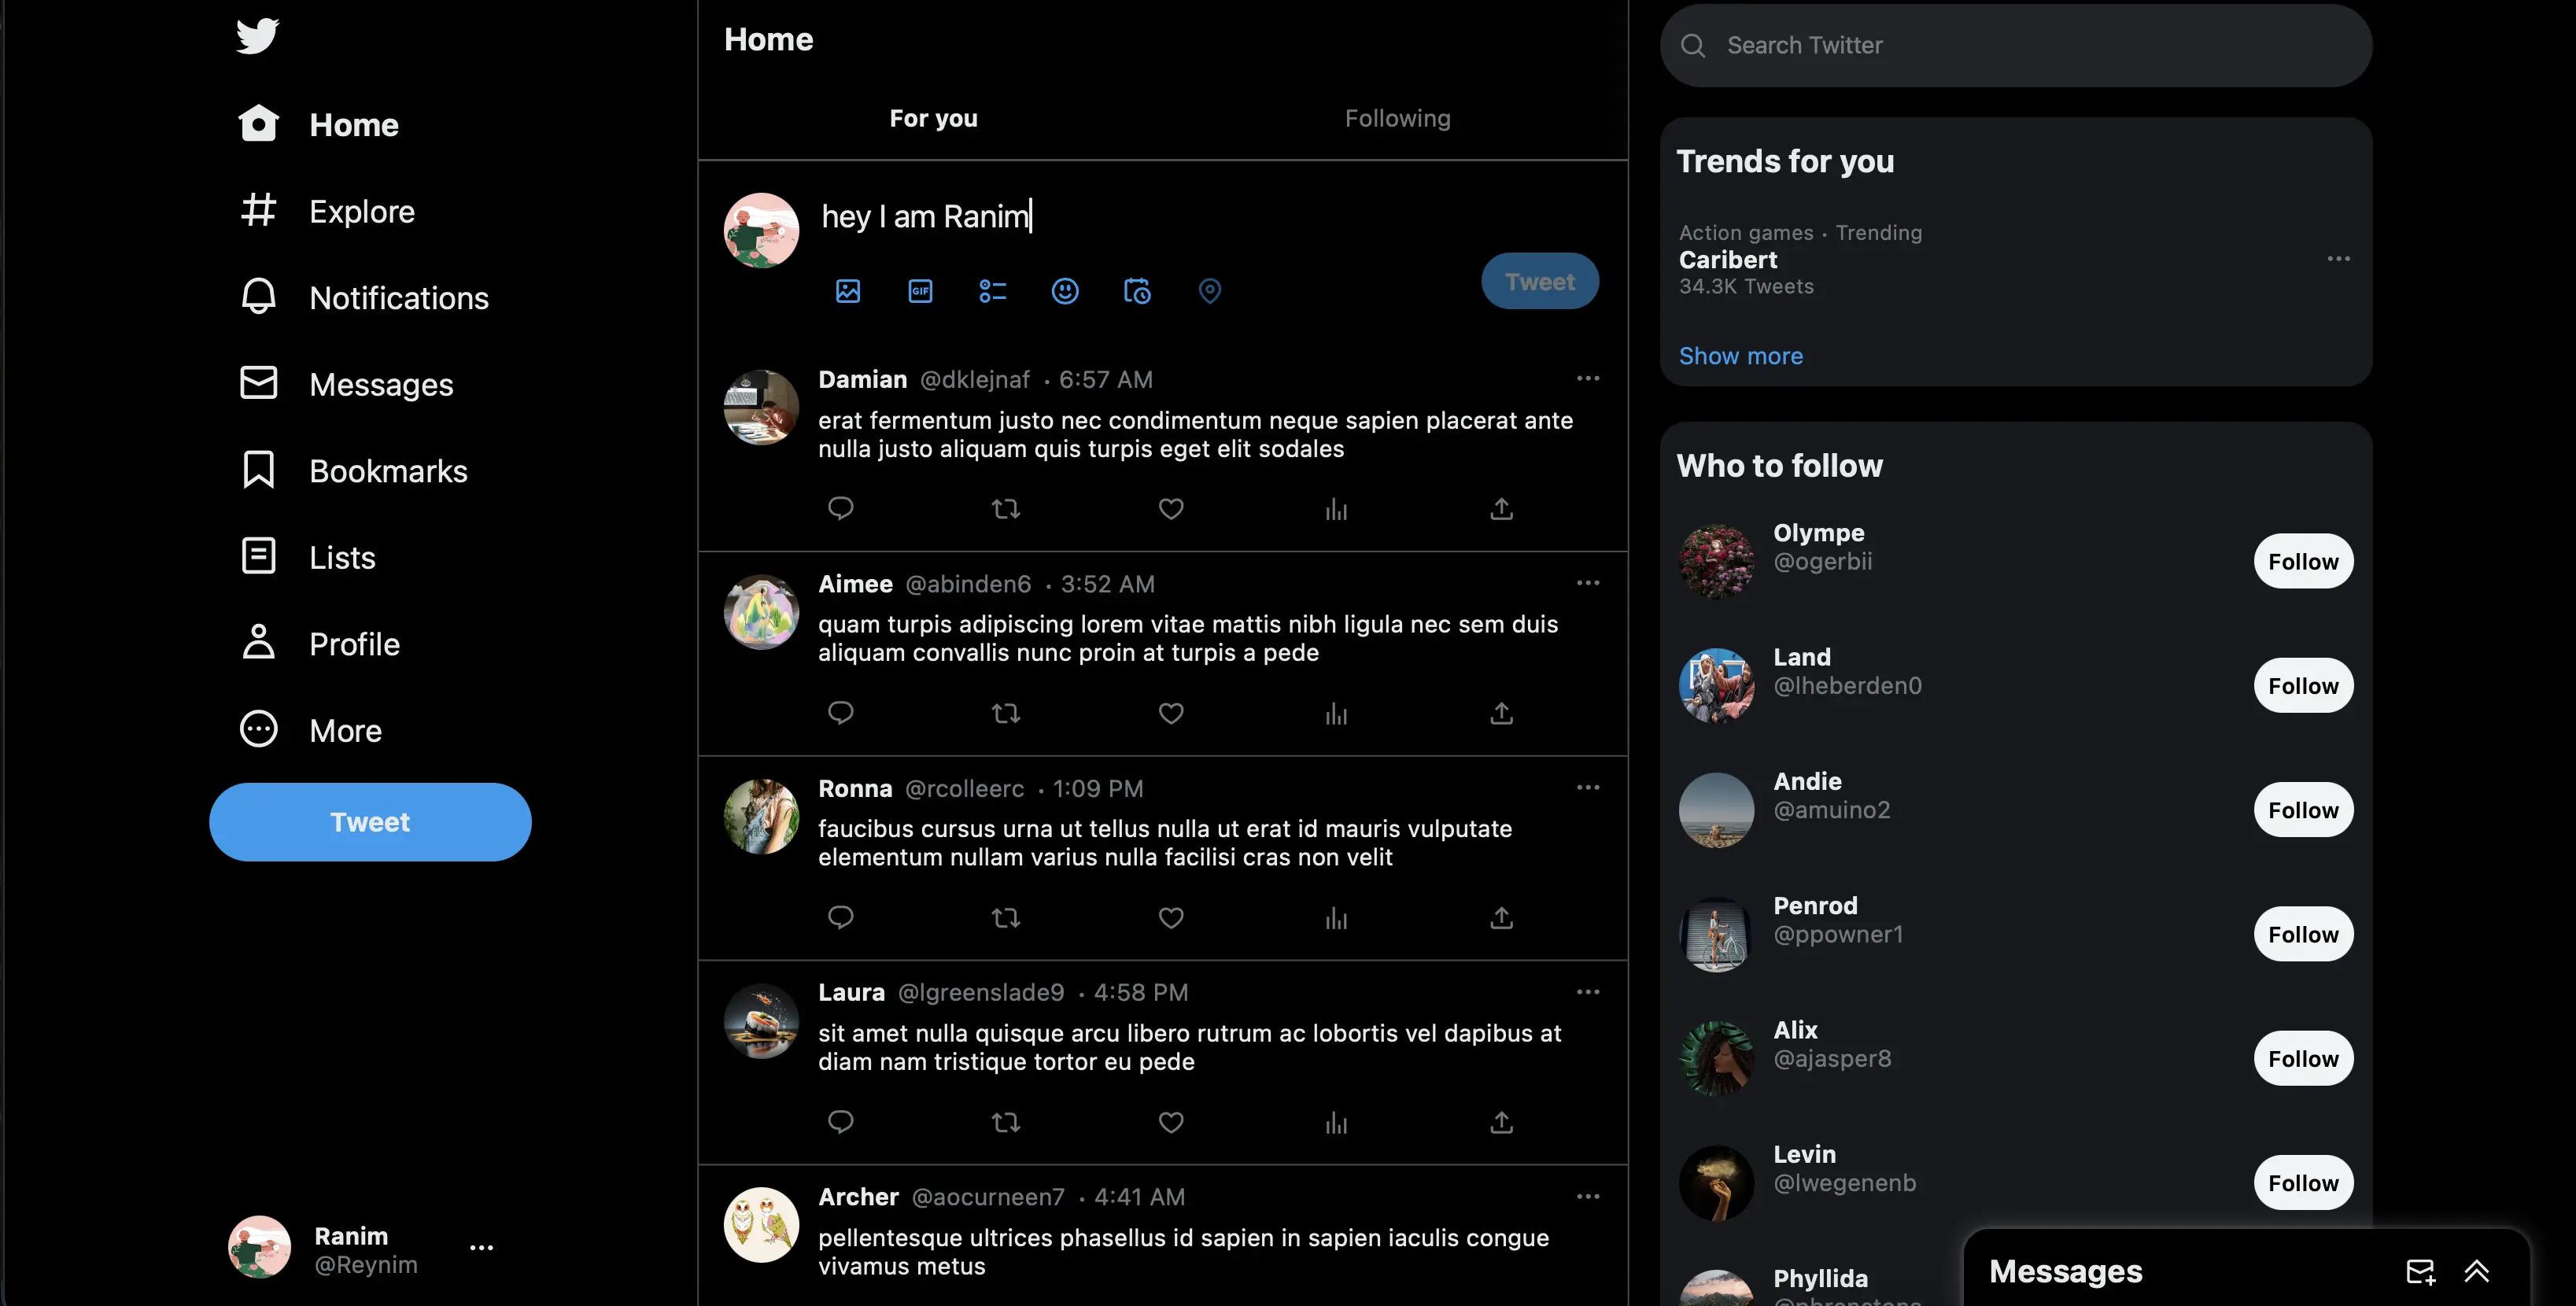 Home
Explore
Notifications
Messages
Bookmarks
Lists
Profile
More
Tweet
Ranim
@Reynim
Home
For you
Following
hey I am Ranim
GIF
Tweet
Damian @dklejnaf · 6:57 AM
erat fermentum justo nec condimentum neque sapien placerat ante
nulla justo aliquam quis turpis eget elit sodales
Aimee @abinden6 · 3:52 AM
quam turpis adipiscing lorem vitae mattis nibh ligula nec sem duis
aliquam convallis nunc proin at turpis a pede
Ronna @rcolleerc · 1:09 PM
faucibus cursus urna ut tellus nulla ut erat id mauris vulputate
elementum nullam varius nulla facilisi cras non velit
Laura @lgreenslade9 · 4:58 PM
sit amet nulla quisque arcu libero rutrum ac lobortis vel dapibus at
diam nam tristique tortor eu pede
Archer @aocurneen7 · 4:41 AM
pellentesque ultrices phasellus id sapien in sapien iaculis congue
vivamus metus
Search Twitter
Trends for you
Action games · Trending
Caribert
34.3K Tweets
Show more
Who to follow
Olympe
@ogerbii
Follow
Land
@lheberden0
Follow
Andie
@amuino2
Follow
Penrod
@ppowner1
Follow
Alix
@ajasper8
Follow
Levin
@lwegenenb
Follow
Phyllida
Messages